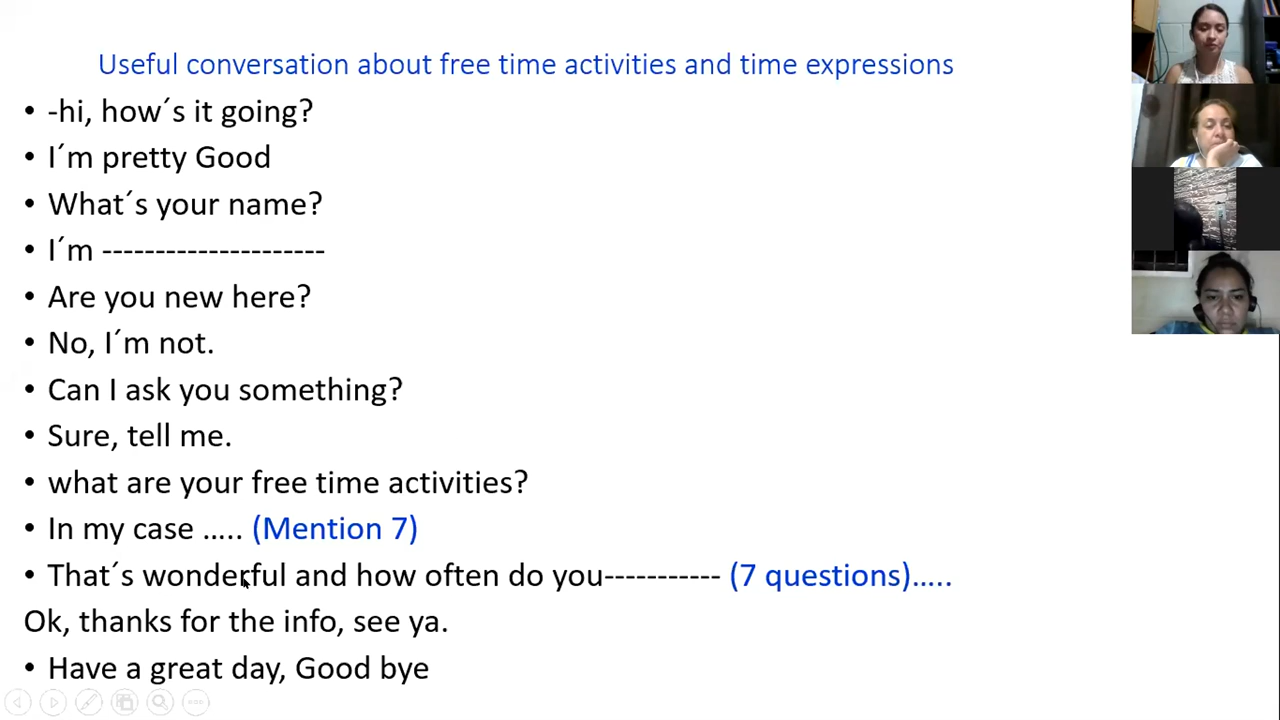 Useful conversation about free time activities and time expressions
• -hi, how´s it going?
• I´m pretty Good
• What´s your name?
• I´m ---------------------
• Are you new here?
• No, I´m not.
• Can I ask you something?
• Sure, tell me.
• what are your free time activities?
• In my case ….. (Mention 7)
• That´s wonderful and how often do you----------- (7 questions)…..
Ok, thanks for the info, see ya.
• Have a great day, Good bye